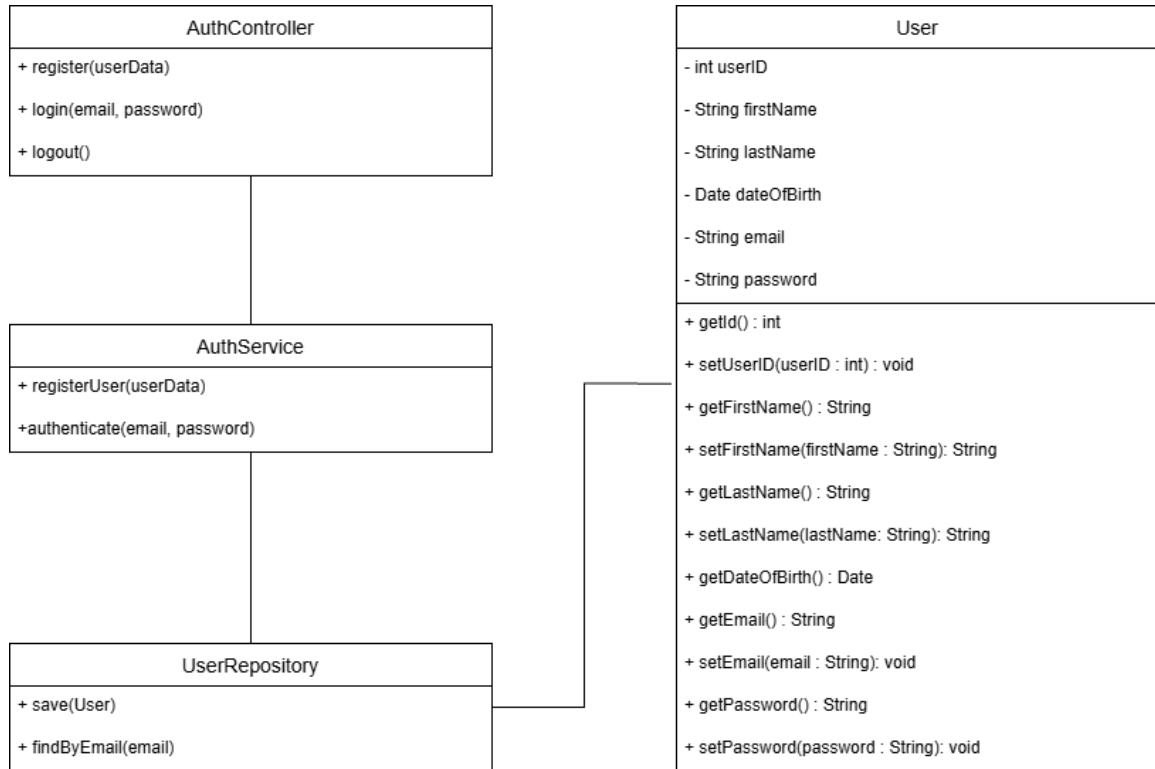 AuthController
+ register(userData)
+ login(email, password)
+ logout()
AuthService
+ registerUser(userData)
+authenticate(email, password)
UserRepository
+ save(User)
+ findByEmail(email)
User
- int userID
- String firstName
- String lastName
- Date dateOfBirth
- String email
- String password
+ getId() : int
+ setUserID(userID : int) : void
+ getFirstName() : String
+ setFirstName(firstName : String): String
+ getLastName() : String
+ setLastName(lastName: String): String
+ getDateOfBirth() : Date
+ getEmail() : String
+ setEmail(email : String): void
+ getPassword() : String
+ setPassword(password : String): void